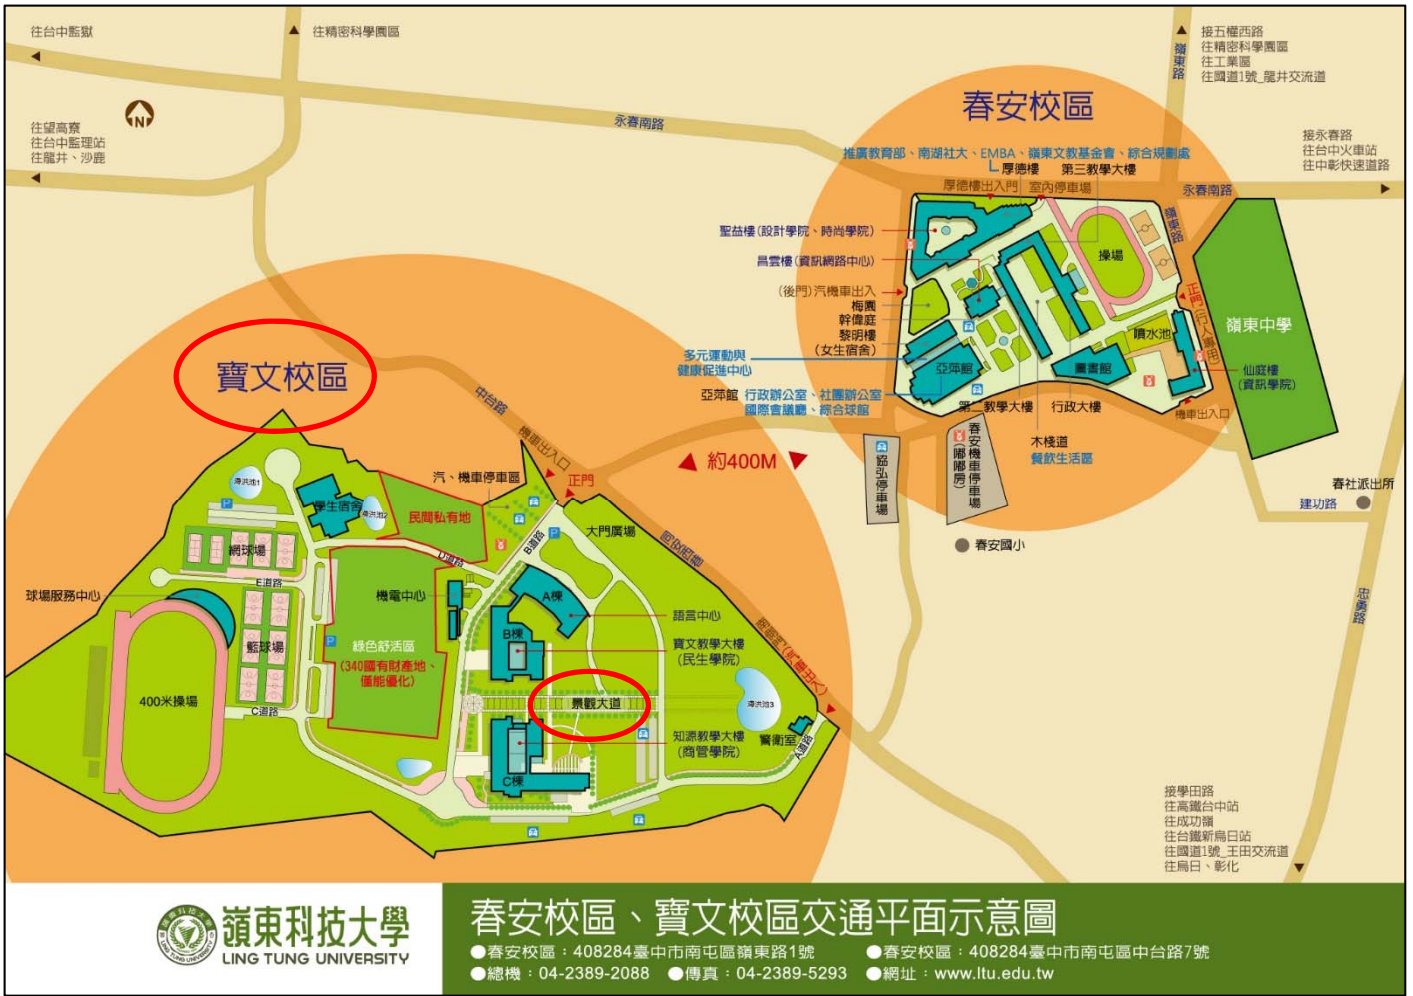 往台中監獄
往精密科學園區
接五權西路
往精密科學園區
往工業區
往國道1號_龍井交流道
嶺東路
春安校區
往望高寮
往台中監理站
往龍井、沙鹿
N
永春南路
接永春路
往台中火車站
往中彰快速道路
推廣教育部、南湖社大、EMBA、嶺東文教基金會、綜合規劃處
厚德樓
第三教學大樓
厚德樓出入門
室內停車場
永春南路
嶺東路
聖益樓(設計學院、時尚學院)
昌雲樓(資訊網路中心)
操場
(後門)汽機車出入
梅園
幹偉庭
黎明樓
(女生宿舍)
正門(行人專用)
嶺東中學
噴水池
多元運動與
健康促進中心
亞萍館
圖書館
仙庭樓
(資訊學院)
亞萍館 行政辦公室、社團辦公室
國際會議廳、綜合球館
第二教學大樓
行政大樓
機車出入口
木棧道
餐飲生活區
寶文校區
中台路
機車出入口
約400M
協弘停車場
春安機車停車場
(嘟嘟房)
春社派出所
建功路
春安國小
汽、機車停車區
正門
滯洪池1
學生宿舍
滯洪池2
民間私有地
大門廣場
B道路
網球場
D道路
E道路
球場服務中心
機電中心
A棟
語言中心
忠勇路
B棟
寶文教學大樓
(民生學院)
籃球場
綠色舒活區
(340國有財產地、
僅能優化)
400米操場
C道路
景觀大道
滯洪池3
知源教學大樓
(商管學院)
警衛室
A道路
C棟
接學田路
往高鐵台中站
往成功嶺
往台鐵新烏日站
往國道1號_王田交流道
往烏日、彰化
嶺東科技大學
LING TUNG UNIVERSITY
春安校區、寶文校區交通平面示意圖
●春安校區：408284臺中市南屯區嶺東路1號 ●春安校區：408284臺中市南屯區中台路7號
●總機：04-2389-2088 ●傳真：04-2389-5293 ●網址：www.ltu.edu.tw